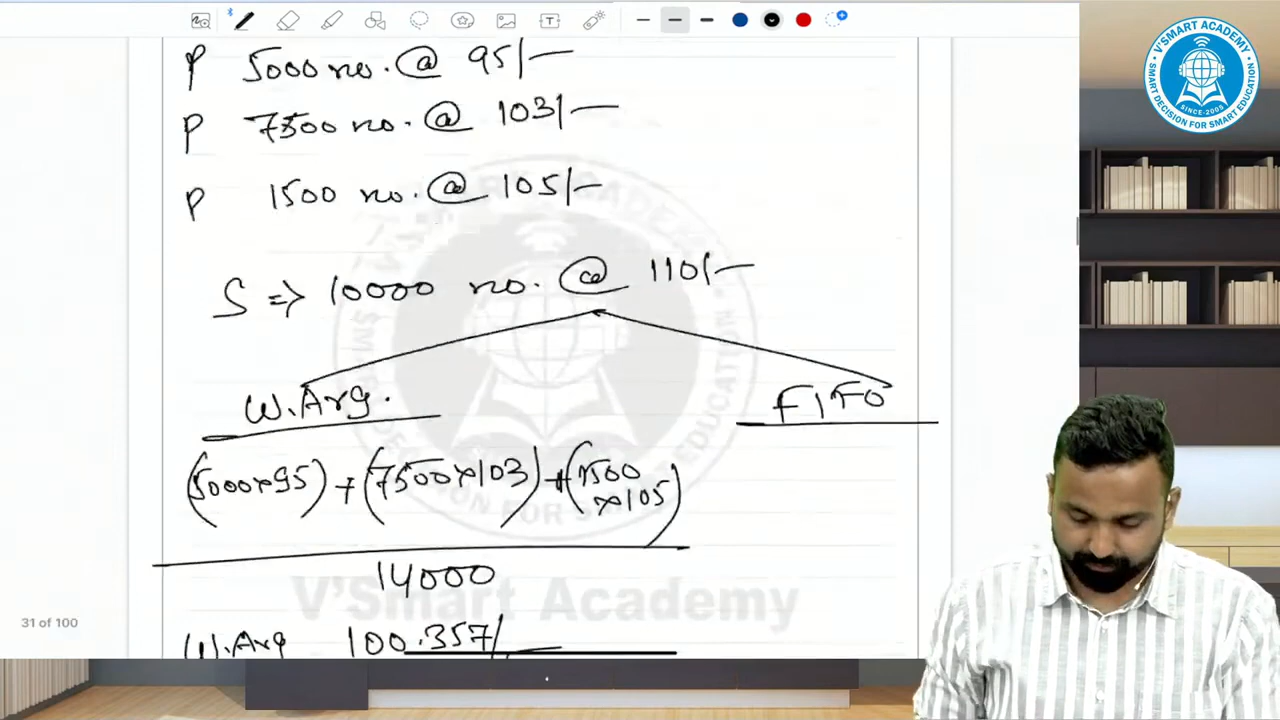 P 5000 no. @ 95/-
P 7500 no. @ 103/-
P 1500 no. @ 105/-
S => 10000 no. @ 110/-
W.Avg. FIFO
(5000×95) + (7500×103) + (1500 ×105)
14000
W.Avg 100.357/-
31 of 100
V'Smart Academy
V'SMART ACADEMY
SMART DECISION FOR SMART EDUCATION
SINCE-2005